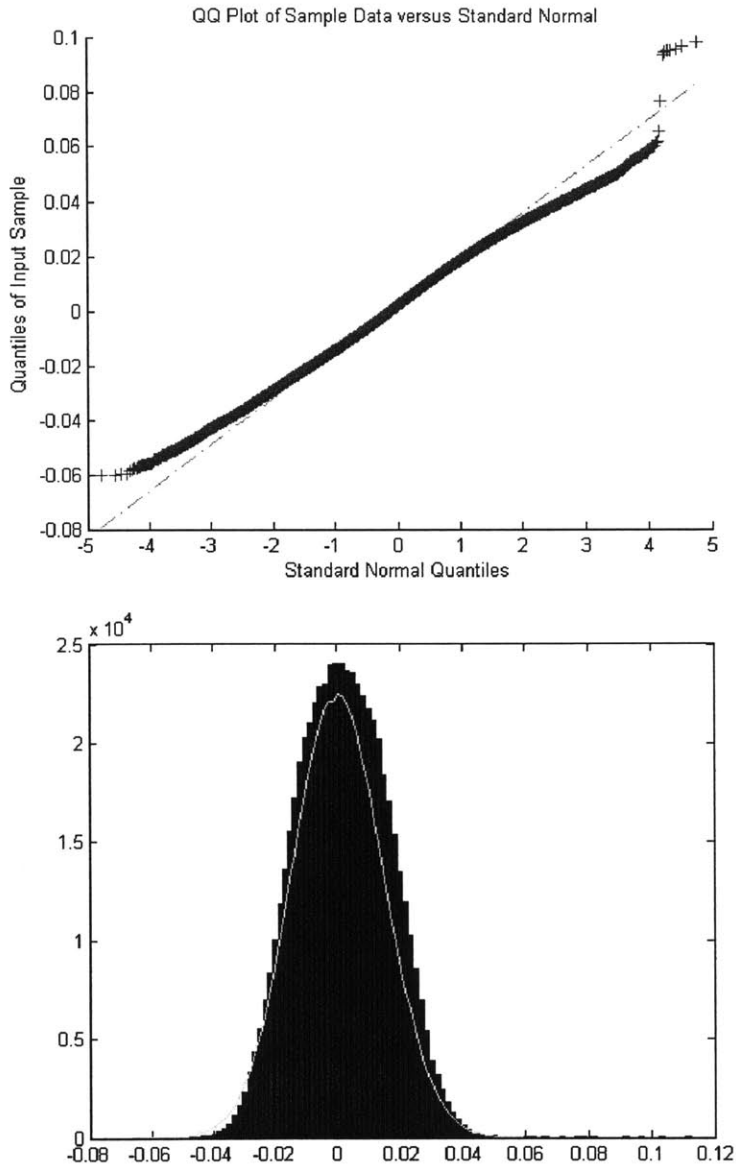 QQ Plot of Sample Data versus Standard Normal
0.1
0.08
0.06
0.04
0.02
0
-0.02
-0.04
-0.06
-0.08
Quantiles of Input Sample
-5 -4 -3 -2 -1 0 1 2 3 4 5
Standard Normal Quantiles
x 10^4
2.5
2
1.5
1
0.5
0
-0.08 -0.06 -0.04 -0.02 0 0.02 0.04 0.06 0.08 0.1 0.12